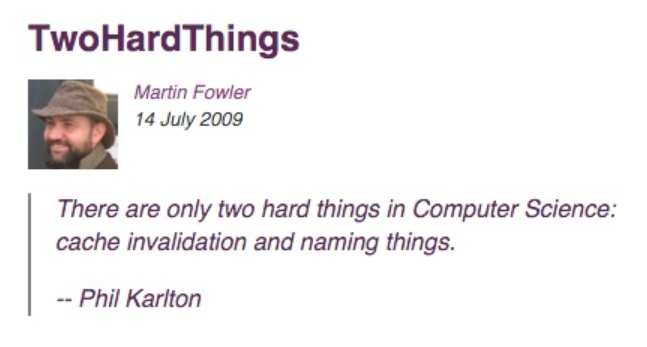 TwoHardThings
Martin Fowler
14 July 2009
There are only two hard things in Computer Science:
cache invalidation and naming things.
-- Phil Karlton